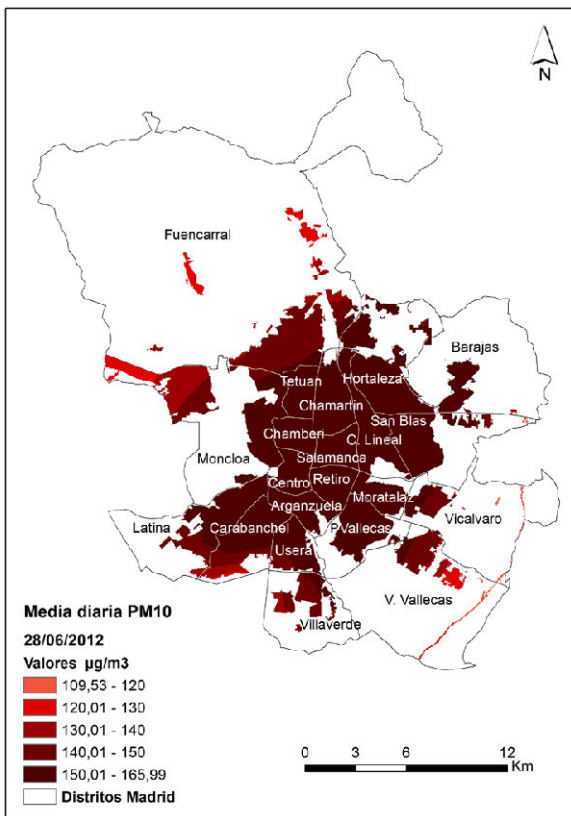 N
Fuencarral
Barajas
Tetuan
Hortaleza
Chamartin
San Blas
Chamberi
C. Lineal
Salamanca
Moncloa
Centro
Retiro
Moratalaz
Arganzuela
Latina
Carabanchel
P.Vallecas
Vicalvaro
Usera
V. Vallecas
Villaverde
Media diaria PM10
28/06/2012
Valores µg/m3
109,53 - 120
120,01 - 130
130,01 - 140
140,01 - 150
150,01 - 165,99
Distritos Madrid
0 3 6 12
Km